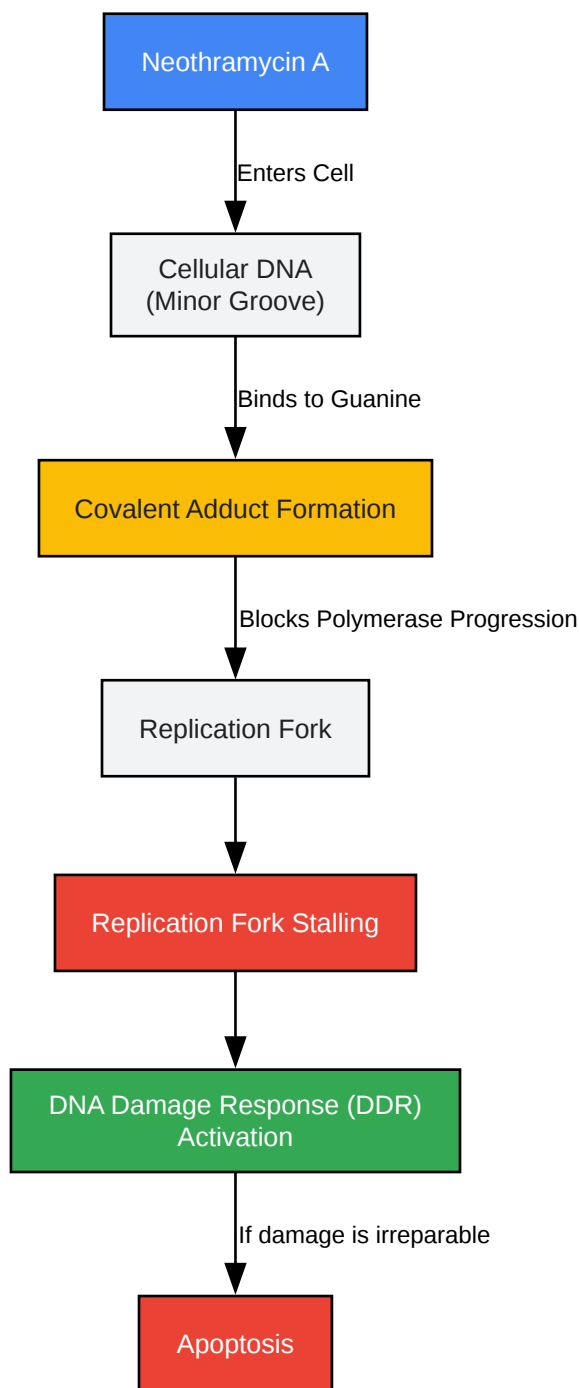 Neothramycin A
Enters Cell
Cellular DNA
(Minor Groove)
Binds to Guanine
Covalent Adduct Formation
Blocks Polymerase Progression
Replication Fork
Replication Fork Stalling
DNA Damage Response (DDR)
Activation
If damage is irreparable
Apoptosis